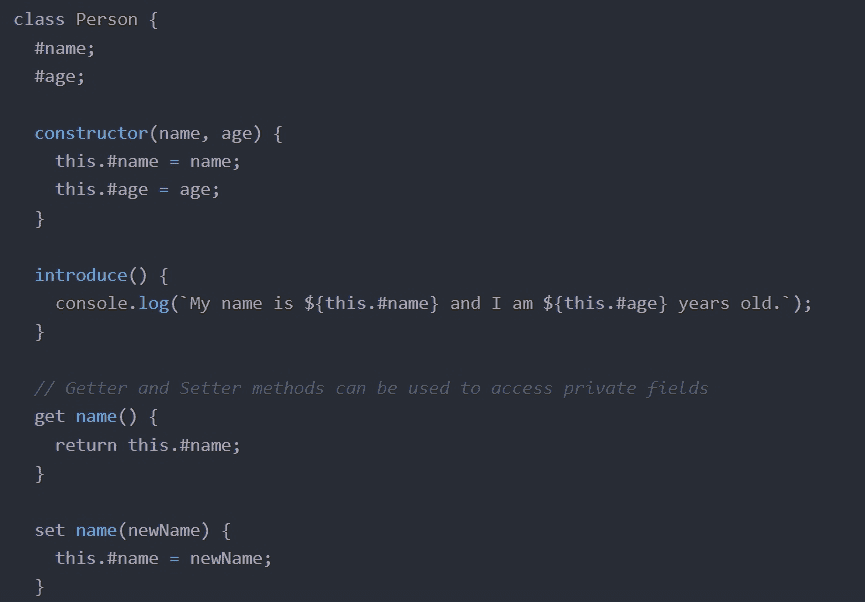 class Person {
#name;
#age;
constructor(name, age) {
this.#name = name;
this.#age = age;
}
introduce() {
console.log(`My name is ${this.#name} and I am ${this.#age} years old.`);
}
// Getter and Setter methods can be used to access private fields
get name() {
return this.#name;
}
set name(newName) {
this.#name = newName;
}